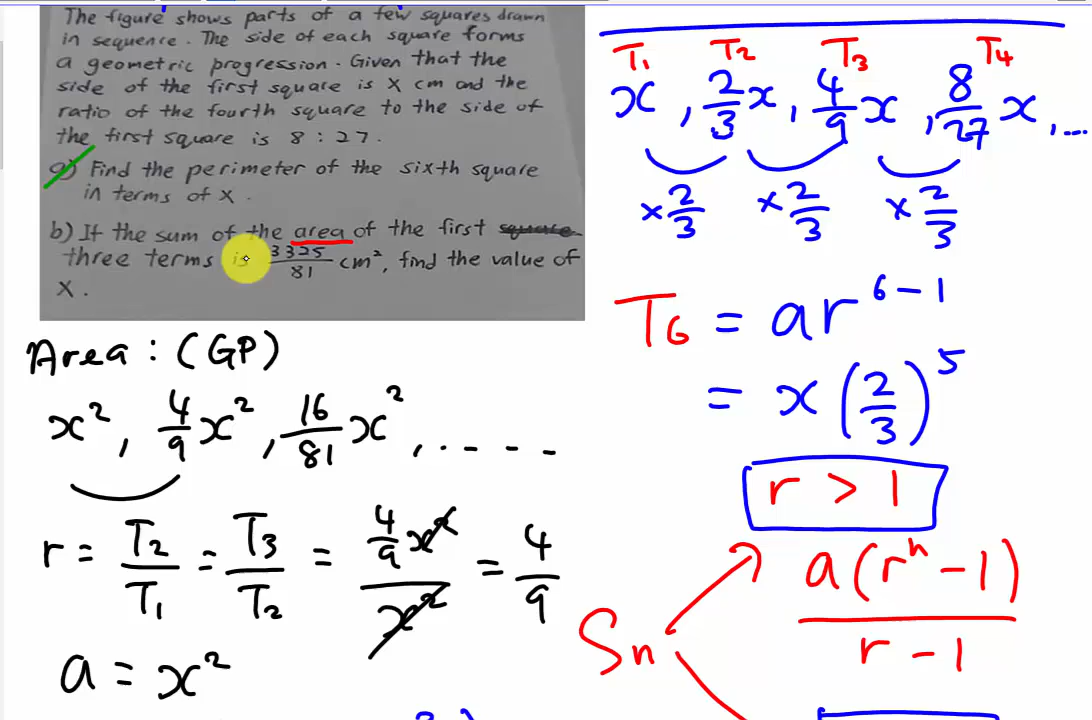 The figure shows parts of a few squares drawn
in sequence. The side of each square forms
a geometric progression. Given that the
side of the first square is X cm and the
ratio of the fourth square to the side of
the first square is 8 : 27.
a) Find the perimeter of the sixth square
in terms of X.
b) If the sum of the area of the first square
three terms is 3325/81 cm², find the value of
X.
Area : (GP)
x², 4/9 x², 16/81 x², . - - - -
r = T₂/T₁ = T₃/T₂ = 4/9 x²/x² = 4/9
a = x²
T₁ T₂ T₃ T₄
x, 2/3 x, 4/9 x, 8/27 x, ...
×2/3 ×2/3 ×2/3
T₆ = ar⁶⁻¹
= x(2/3)⁵
r > 1
Sn a(rⁿ - 1)/r - 1